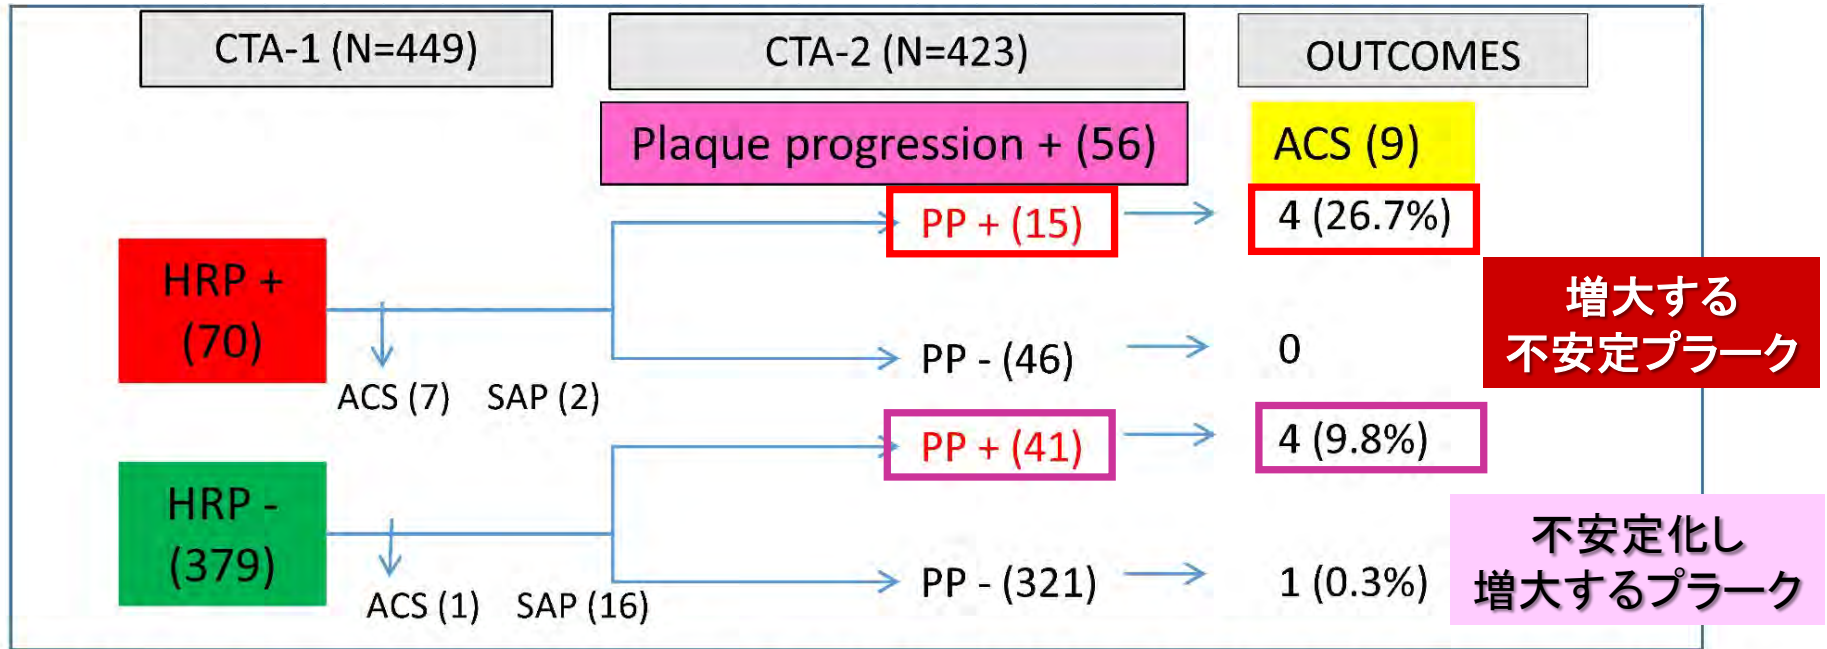 CTA-1 (N=449)
CTA-2 (N=423)
OUTCOMES
Plaque progression + (56)
ACS (9)
HRP +
(70)
ACS (7)
SAP (2)
PP + (15)
4 (26.7%)
PP - (46)
0
増大する
不安定プラーク
HRP -
(379)
ACS (1)
SAP (16)
PP + (41)
4 (9.8%)
PP - (321)
1 (0.3%)
不安定化し
増大するプラーク